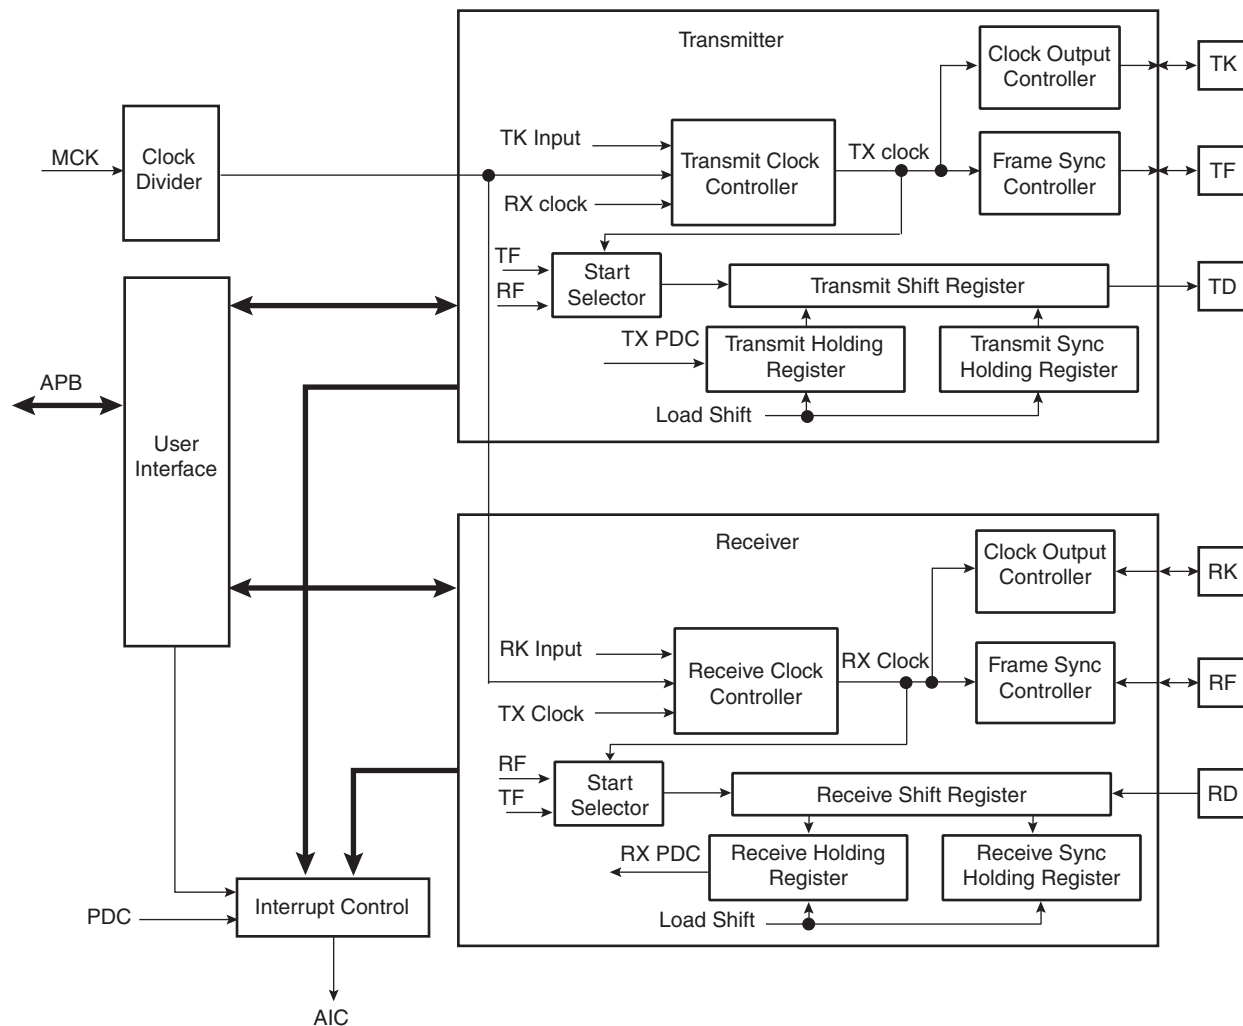 Transmitter
Clock Output
Controller
TK
MCK
Clock
Divider
TK Input
Transmit Clock
Controller
TX clock
Frame Sync
Controller
TF
RX clock
TF
RF
Start
Selector
Transmit Shift Register
TD
TX PDC
Transmit Holding
Register
Transmit Sync
Holding Register
Load Shift
APB
User
Interface
Receiver
Clock Output
Controller
RK
RK Input
Receive Clock
Controller
RX Clock
Frame Sync
Controller
RF
TX Clock
RF
TF
Start
Selector
Receive Shift Register
RD
RX PDC
Receive Holding
Register
Receive Sync
Holding Register
Load Shift
PDC
Interrupt Control
AIC